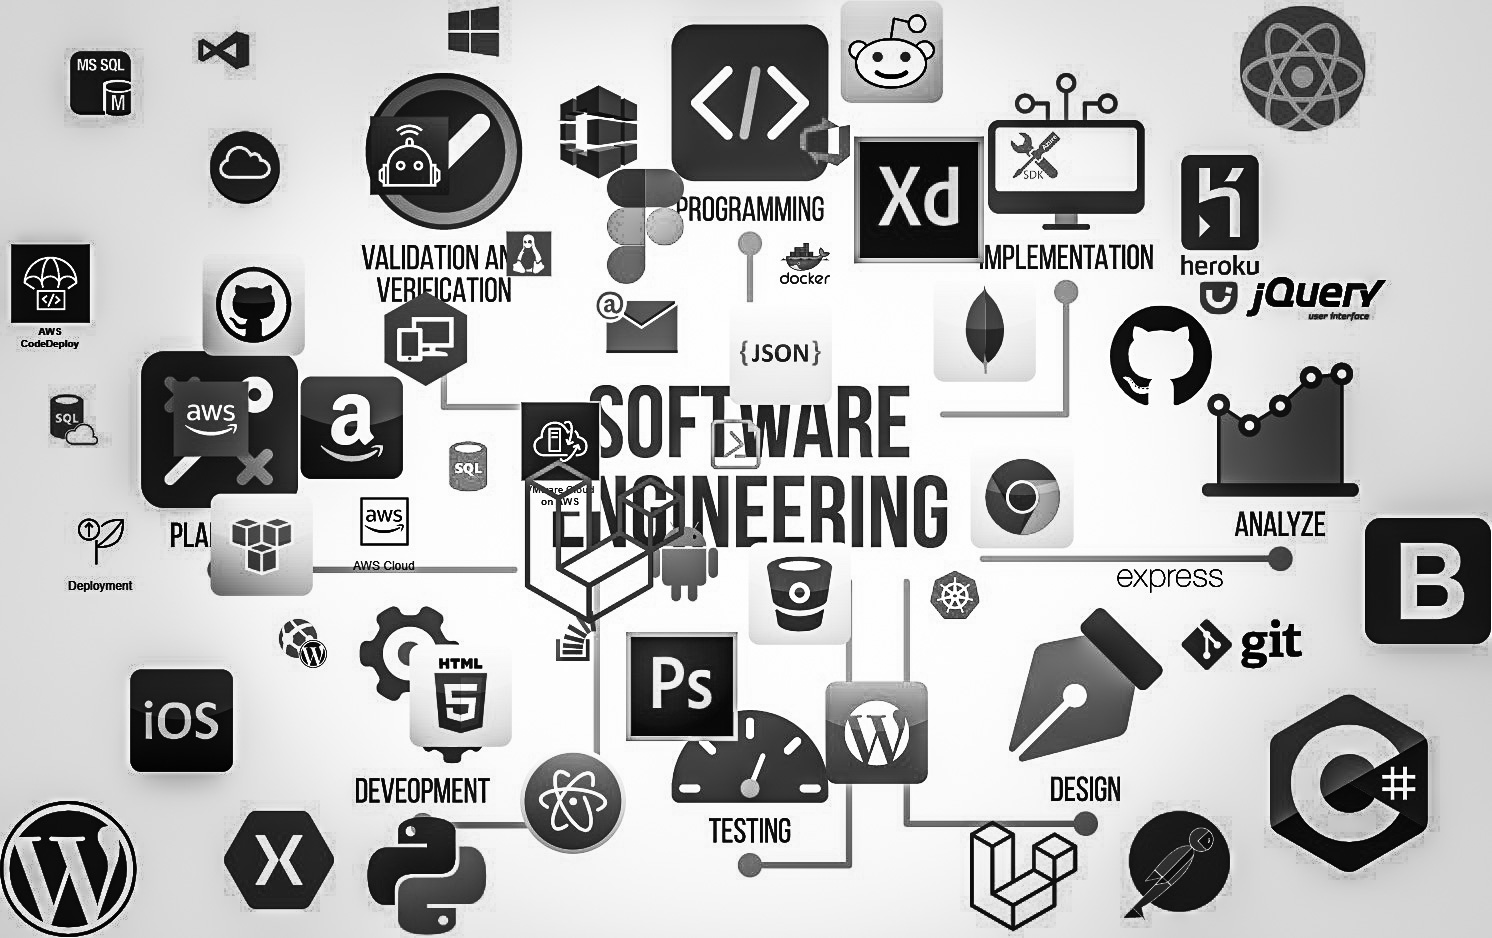 MS SQL
M
</>
PROGRAMMING
Xd
Azure
SDK
IMPLEMENTATION
VALIDATION AN
VERIFICATION
docker
heroku
jQuery
user interface
@
{JSON}
AWS
CodeDeploy
SQL
aws
a
SQL
SOFTWARE
ENGINEERING
VMware Cloud
on AWS
PLA
aws
AWS Cloud
Deployment
ANALYZE
express
B
git
W
HTML
5
Ps
W
iOS
DEVEOPMENT
TESTING
DESIGN
C#
W
X